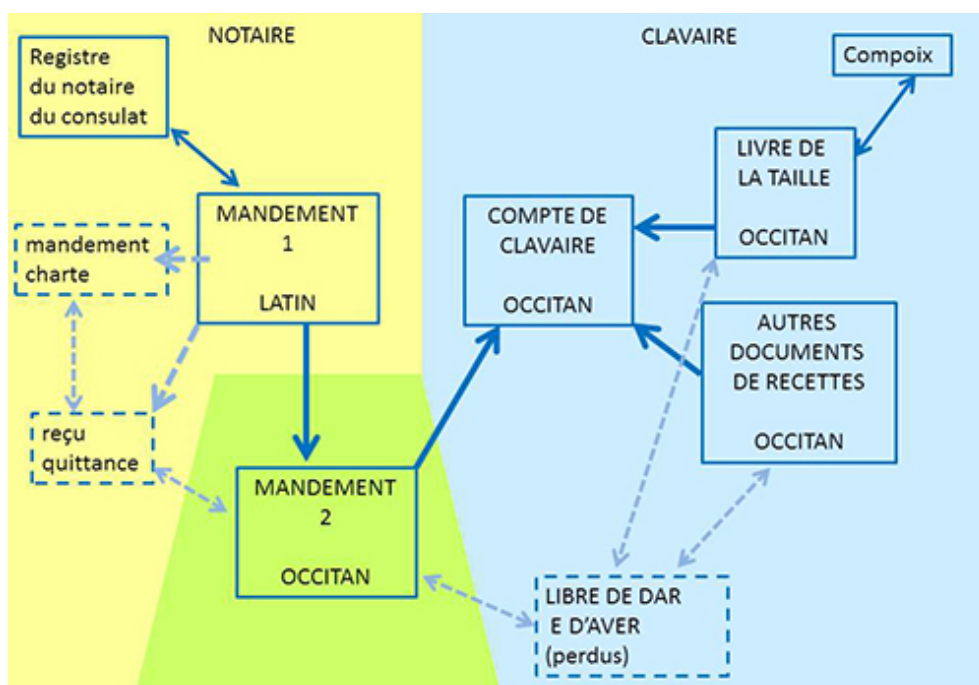 NOTAIRE
CLAVAIRE
Registre
du notaire
du consulat
Compoix
LIVRE DE
LA TAILLE
OCCITAN
MANDEMENT
1
LATIN
COMPTE DE
CLAVAIRE
OCCITAN
mandement
charte
AUTRES
DOCUMENTS
DE RECETTES
OCCITAN
reçu
quittance
MANDEMENT
2
OCCITAN
LIBRE DE DAR
E D'AVER
(perdus)